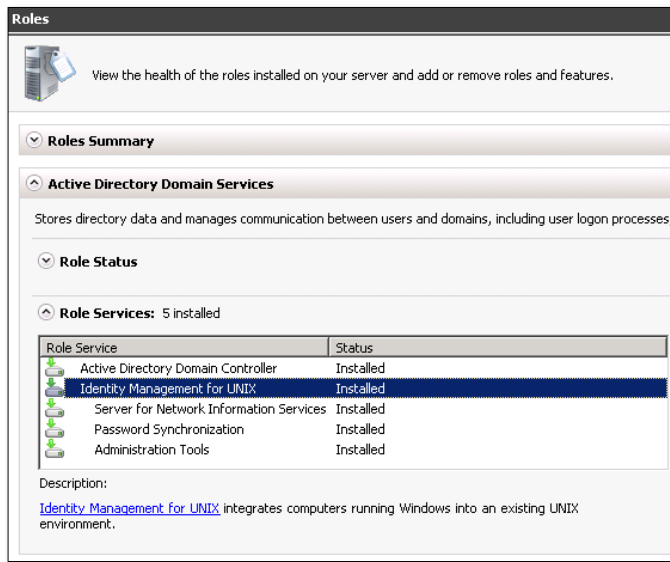 Roles
View the health of the roles installed on your server and add or remove roles and features.
Roles Summary
Active Directory Domain Services
Stores directory data and manages communication between users and domains, including user logon processes,
Role Status
Role Services: 5 installed
Role Service Status
Active Directory Domain Controller Installed
Identity Management for UNIX Installed
Server for Network Information Services Installed
Password Synchronization Installed
Administration Tools Installed
Description:
Identity Management for UNIX integrates computers running Windows into an existing UNIX
environment.